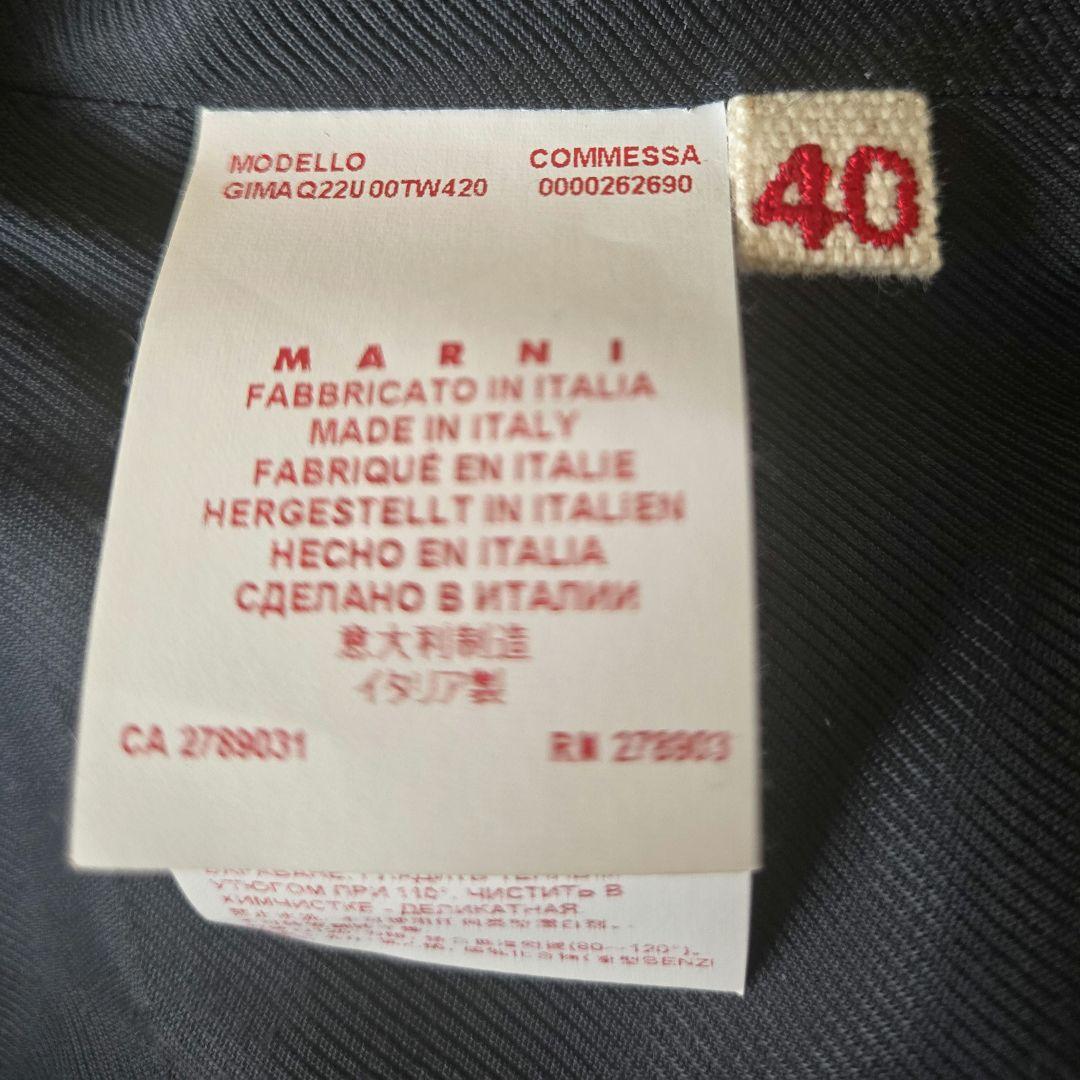 MODELLO COMMESSA
GIMAQ22U00TW420 0000262690
40
MARNI
FABBRICATO IN ITALIA
MADE IN ITALY
FABRIQUÉ EN ITALIE
HERGESTELLT IN ITALIEN
HECHO EN ITALIA
СДЕЛАНО В ИТАЛИИ
意大利制造
イタリア製
CA 2789031 RM 278903
УТЮГОМ ПРИ 110°. ЧИСТИТЬ В
ХИМЧИСТКЕ - ДЕЛИКАТНАЯ